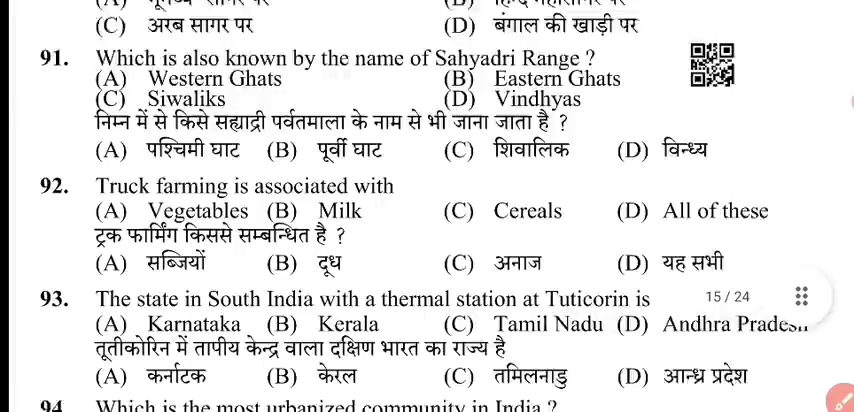 (C) अरब सागर पर (D) बंगाल की खाड़ी पर
91. Which is also known by the name of Sahyadri Range ?
(A) Western Ghats (B) Eastern Ghats
(C) Siwaliks (D) Vindhyas
निम्न में से किसे सह्याद्री पर्वतमाला के नाम से भी जाना जाता है ?
(A) पश्चिमी घाट (B) पूर्वी घाट (C) शिवालिक (D) विन्ध्य
92. Truck farming is associated with
(A) Vegetables (B) Milk (C) Cereals (D) All of these
ट्रक फार्मिंग किससे सम्बन्धित है ?
(A) सब्जियों (B) दूध (C) अनाज (D) यह सभी
93. The state in South India with a thermal station at Tuticorin is 15 / 24
(A) Karnataka (B) Kerala (C) Tamil Nadu (D) Andhra Pradesh
तूतीकोरिन में तापीय केन्द्र वाला दक्षिण भारत का राज्य है
(A) कर्नाटक (B) केरल (C) तमिलनाडु (D) आन्ध्र प्रदेश
94. Which is the most urbanized community in India ?